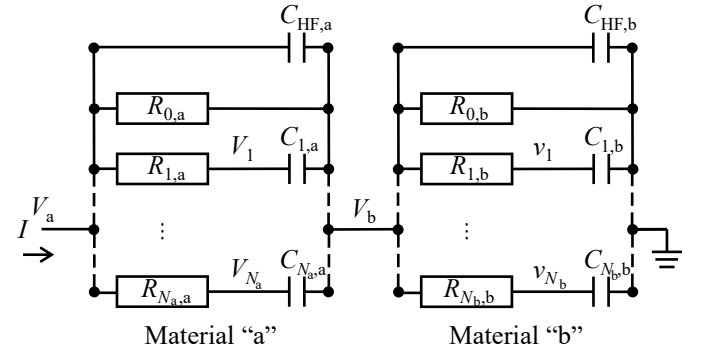 C_HF,a C_HF,b
R_0,a R_0,b
V_1 C_1,a v_1 C_1,b
R_1,a R_1,b
V_a V_b
I ⋮ ⋮
V_N_a C_N_a,a v_N_b C_N_b,b
R_N_a,a R_N_b,b
Material “a” Material “b”